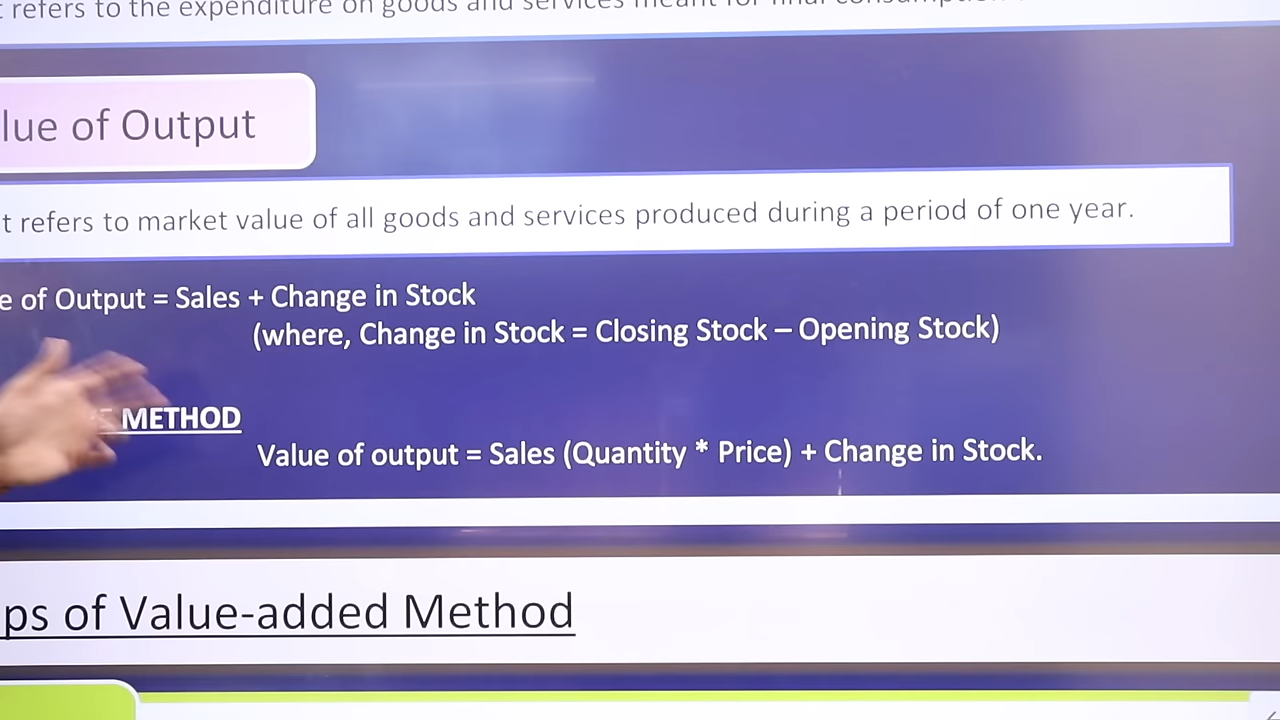 refers to the expenditure on goods and services meant for final
lue of Output
t refers to market value of all goods and services produced during a period of one year.
e of Output = Sales + Change in Stock
(where, Change in Stock = Closing Stock – Opening Stock)
METHOD
Value of output = Sales (Quantity * Price) + Change in Stock.
ps of Value-added Method